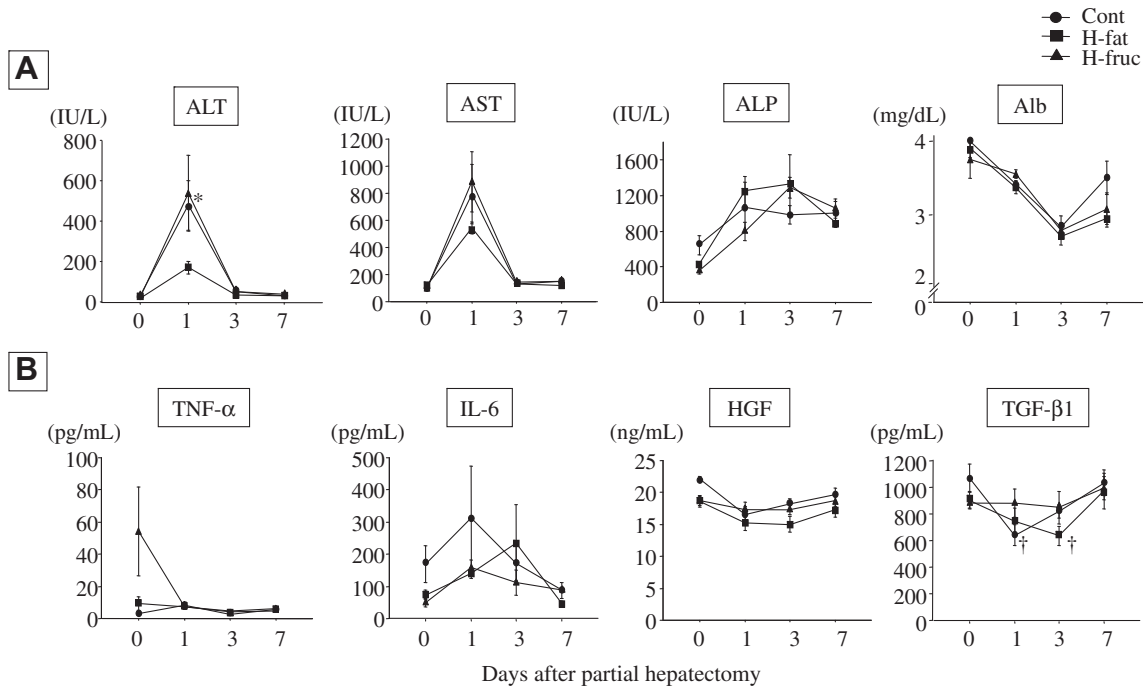 Cont
H-fat
H-fruc
A
ALT AST ALP Alb
(IU/L) (IU/L) (IU/L) (mg/dL)
800 600 400 200 0
0 1 3 7
*
1200 1000 800 600 400 200 0
0 1 3 7
1600 1200 800 400 0
0 1 3 7
4 3 2 0
0 1 3 7
B
TNF-α IL-6 HGF TGF-β1
(pg/mL) (pg/mL) (ng/mL) (pg/mL)
100 80 60 40 20 0
0 1 3 7
500 400 300 200 100 0
0 1 3 7
25 20 15 10 5 0
0 1 3 7
1200 1000 800 600 400 200 0
† †
0 1 3 7
Days after partial hepatectomy